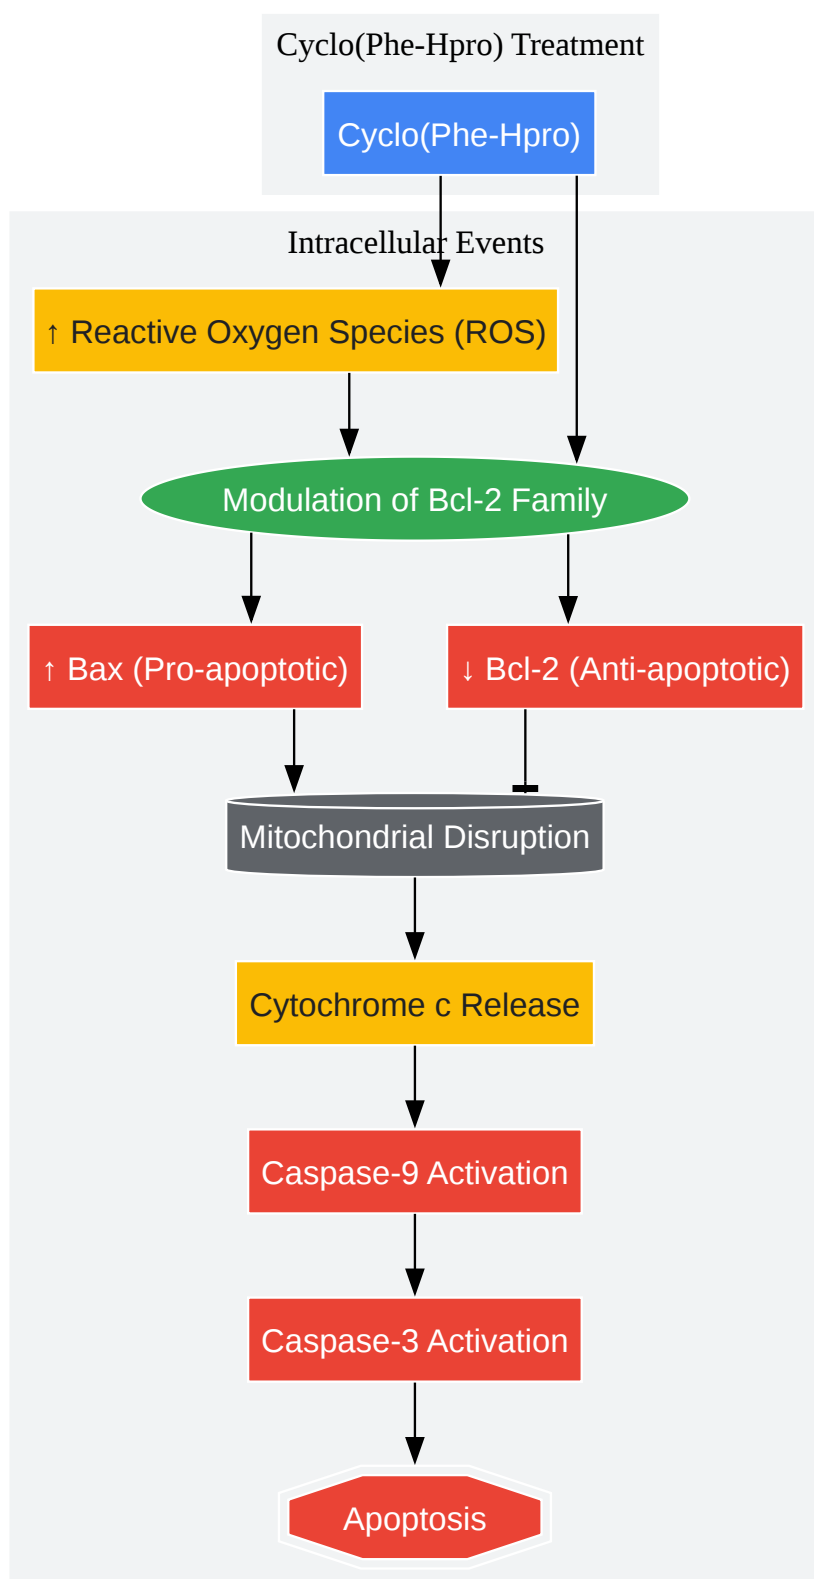 Cyclo(Phe-Hpro) Treatment
Cyclo(Phe-Hpro)
Intracellular Events
↑ Reactive Oxygen Species (ROS)
Modulation of Bcl-2 Family
↑ Bax (Pro-apoptotic)
↓ Bcl-2 (Anti-apoptotic)
Mitochondrial Disruption
Cytochrome c Release
Caspase-9 Activation
Caspase-3 Activation
Apoptosis